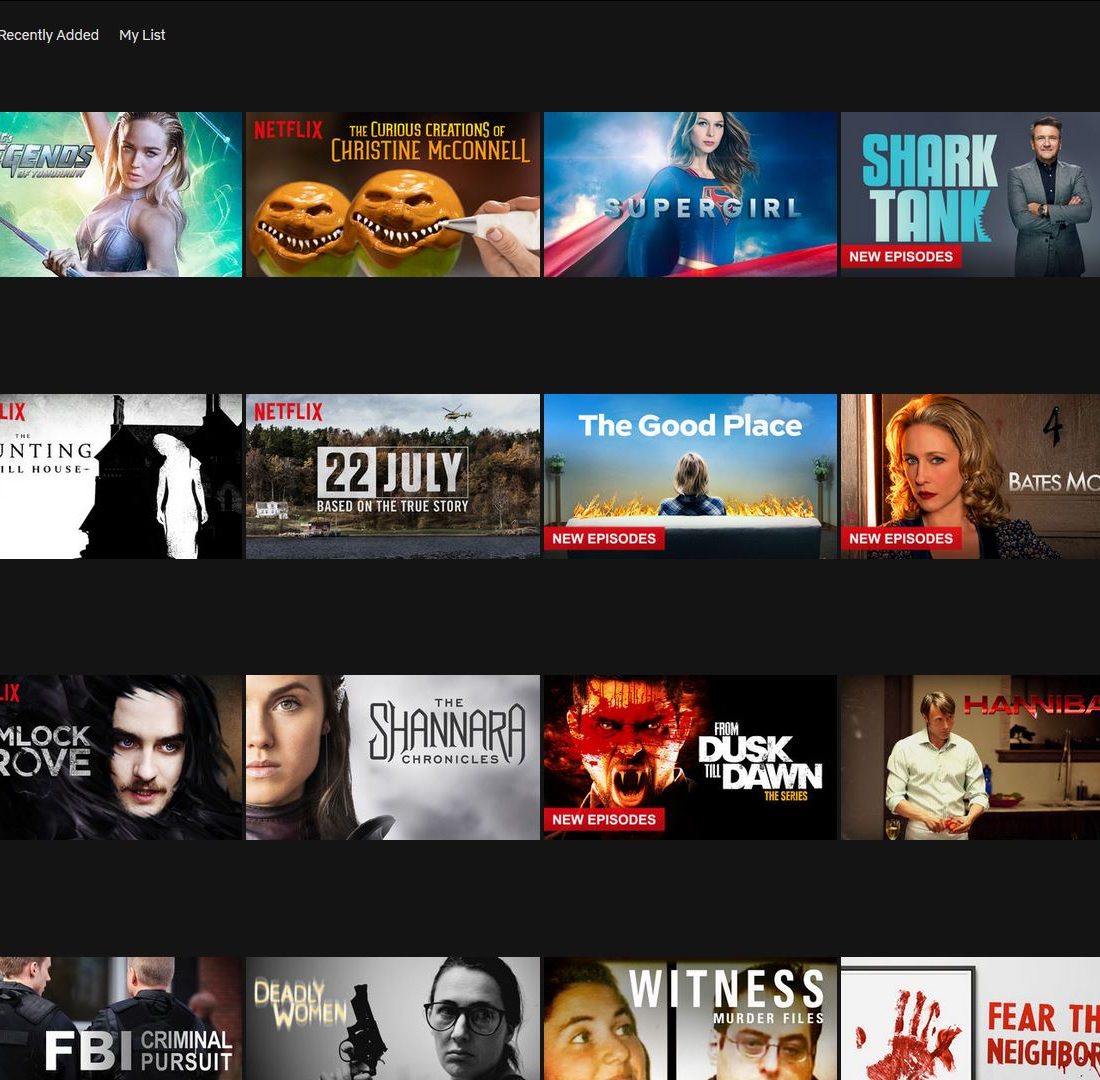 Recently Added My List
GENDS
OF TOMORROW
NETFLIX
THE CURIOUS CREATIONS OF
CHRISTINE McCONNELL
SUPERGIRL
SHARK
TANK
NEW EPISODES
LIX
THE
UNTING
ILL HOUSE
NETFLIX
22 JULY
BASED ON THE TRUE STORY
The Good Place
NEW EPISODES
4
BATES MO
NEW EPISODES
LIX
MLOCK
ROVE
THE
SHANNARA
CHRONICLES
FROM
DUSK
TILL DAWN
THE SERIES
NEW EPISODES
HANNIBA
FBI CRIMINAL
PURSUIT
DEADLY
WOMEN
WITNESS
MURDER FILES
FEAR TH
NEIGHBOR